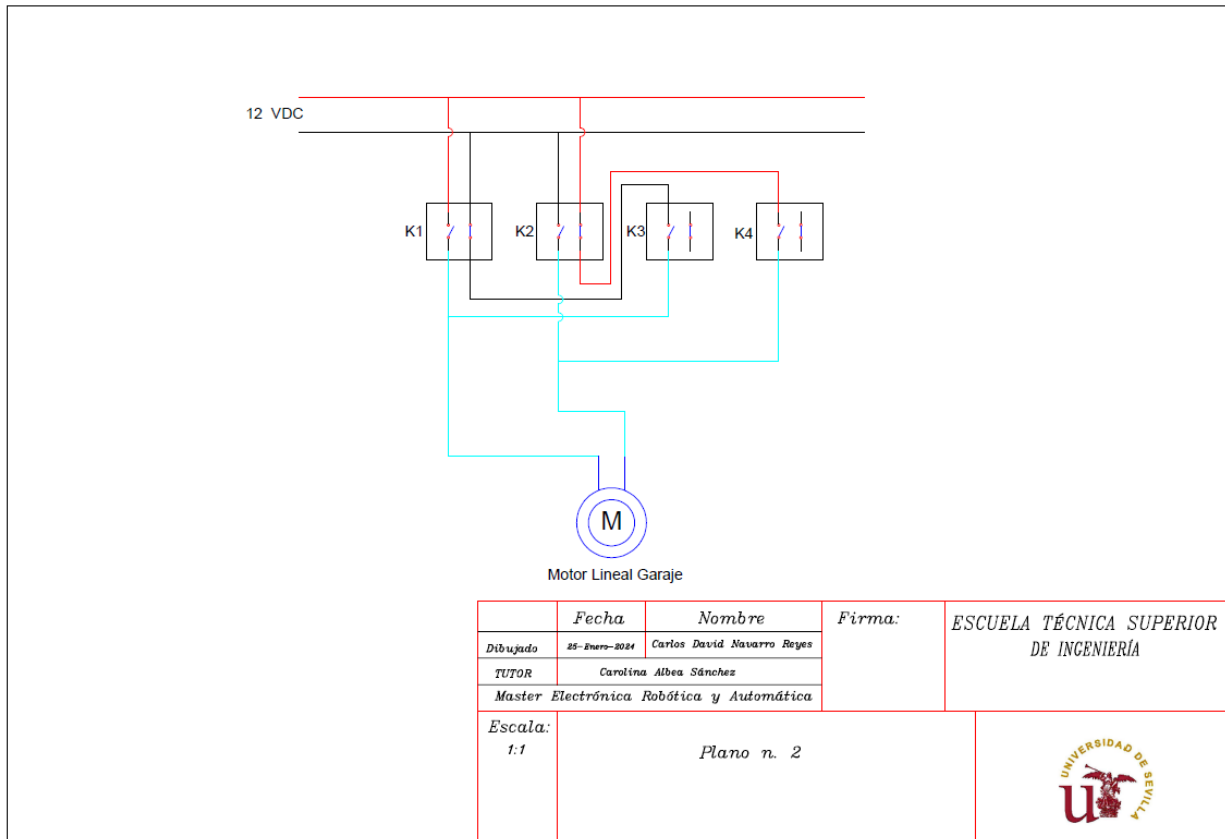 12 VDC
K1
K2
K3
K4
M
Motor Lineal Garaje
Fecha
Nombre
Firma:
ESCUELA TÉCNICA SUPERIOR
DE INGENIERÍA
Dibujado
25-Enero-2024
Carlos David Navarro Reyes
TUTOR
Carolina Albea Sánchez
Master Electrónica Robótica y Automática
Escala:
1:1
Plano n. 2
UNIVERSIDAD DE SEVILLA
U